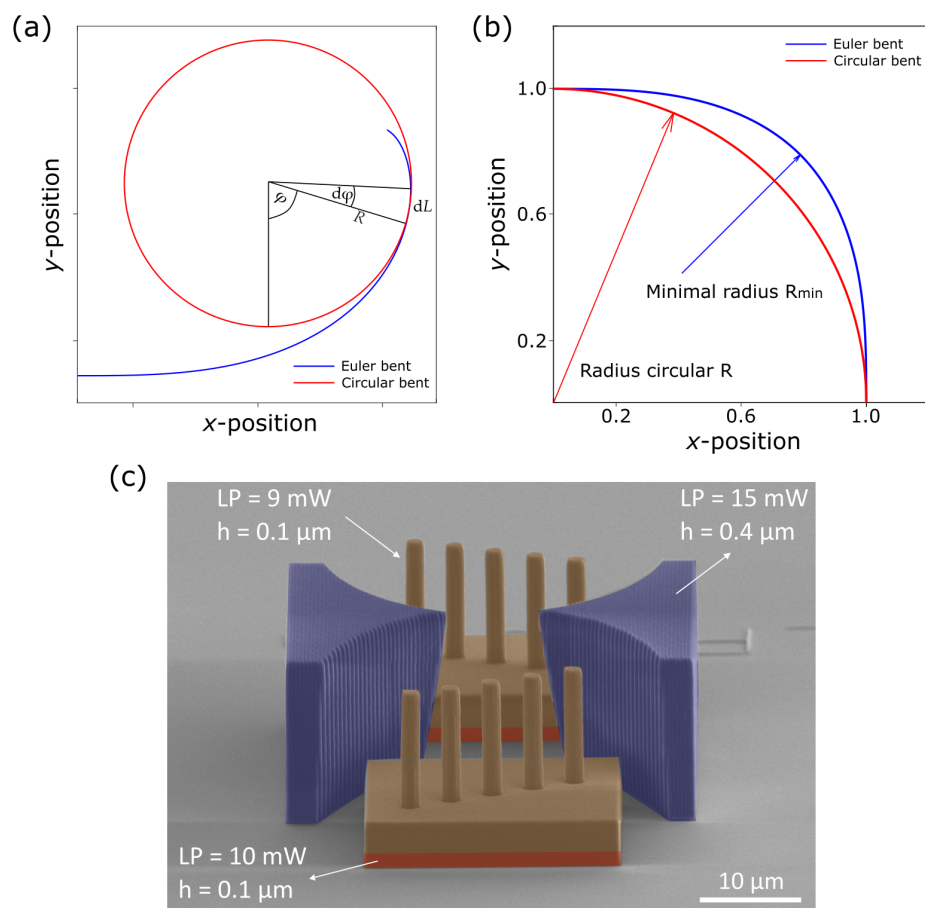 (a)
y-position
φ
dφ
R
dL
Euler bent
Circular bent
x-position
(b)
Euler bent
Circular bent
1.0
0.6
0.2
y-position
Minimal radius Rmin
Radius circular R
0.2
0.6
1.0
x-position
(c)
LP = 9 mW
h = 0.1 μm
LP = 15 mW
h = 0.4 μm
LP = 10 mW
h = 0.1 μm
10 μm